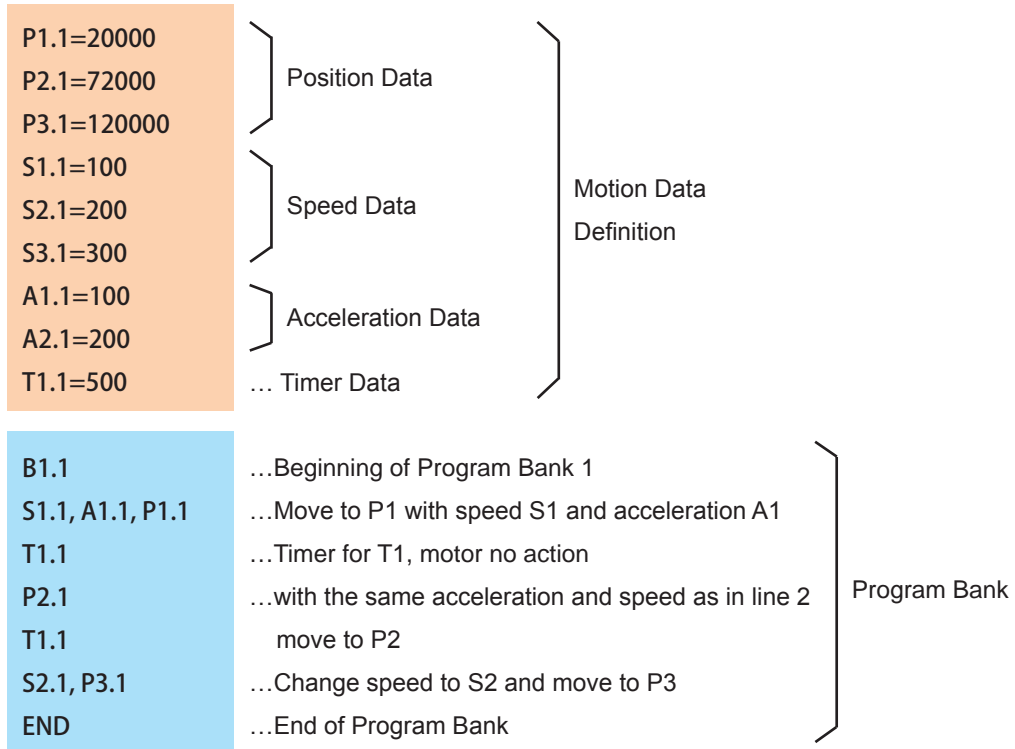 P1.1=20000
P2.1=72000
Position Data
P3.1=120000
S1.1=100
S2.1=200
Speed Data
S3.1=300
Motion Data
Definition
A1.1=100
A2.1=200
Acceleration Data
T1.1=500 … Timer Data
B1.1 …Beginning of Program Bank 1
S1.1, A1.1, P1.1 …Move to P1 with speed S1 and acceleration A1
T1.1 …Timer for T1, motor no action
P2.1 …with the same acceleration and speed as in line 2
T1.1 move to P2
S2.1, P3.1 …Change speed to S2 and move to P3
END …End of Program Bank
Program Bank